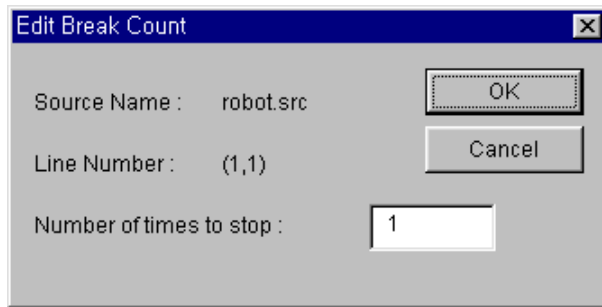 Edit Break Count
Source Name : robot.src
OK
Line Number : (1,1)
Cancel
Number of times to stop : 1